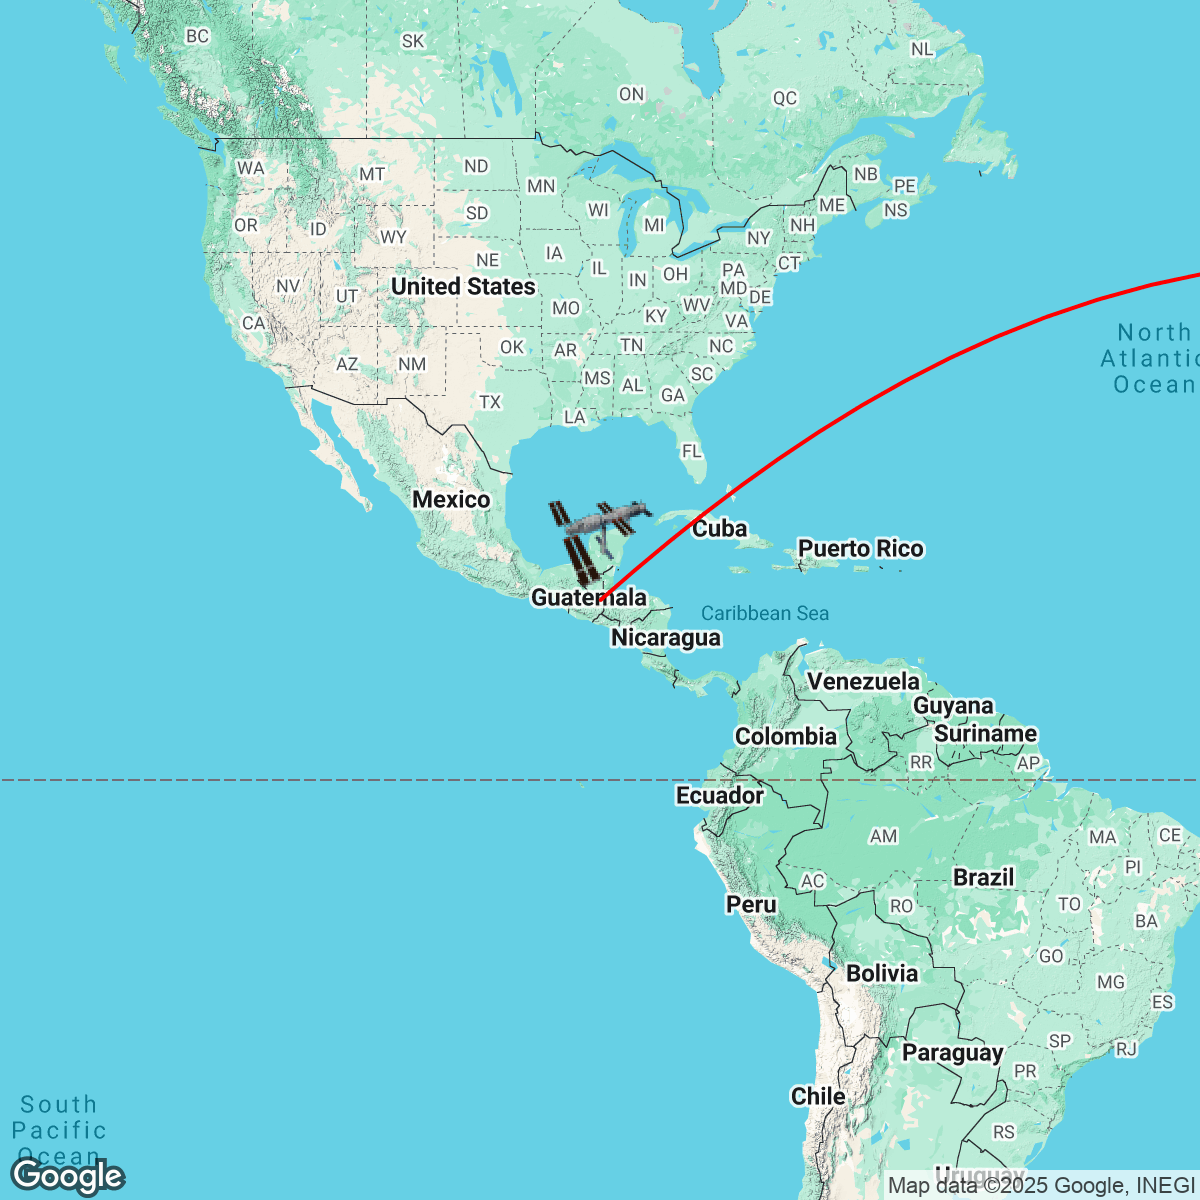 BC
SK
NL
ON
QC
WA
MT
ND
MN
NB
PE
NS
ME
OR
ID
SD
WI
MI
NH
NY
WY
NE
IA
CT
NV
UT
United States
IL
IN
OH
PA
MD
DE
MO
KY
WV
VA
CA
AZ
NM
OK
AR
TN
NC
MS
AL
SC
GA
TX
LA
FL
North
Atlantic
Ocean
Mexico
Cuba
Puerto Rico
Guatemala
Caribbean Sea
Nicaragua
Venezuela
Guyana
Suriname
Colombia
RR
AP
Ecuador
AM
MA
CE
PI
Brazil
AC
Peru
RO
TO
BA
GO
Bolivia
MG
ES
SP
RJ
Paraguay
PR
Chile
RS
Uruguay
South
Pacific
Ocean
Google
Map data ©2025 Google, INEGI